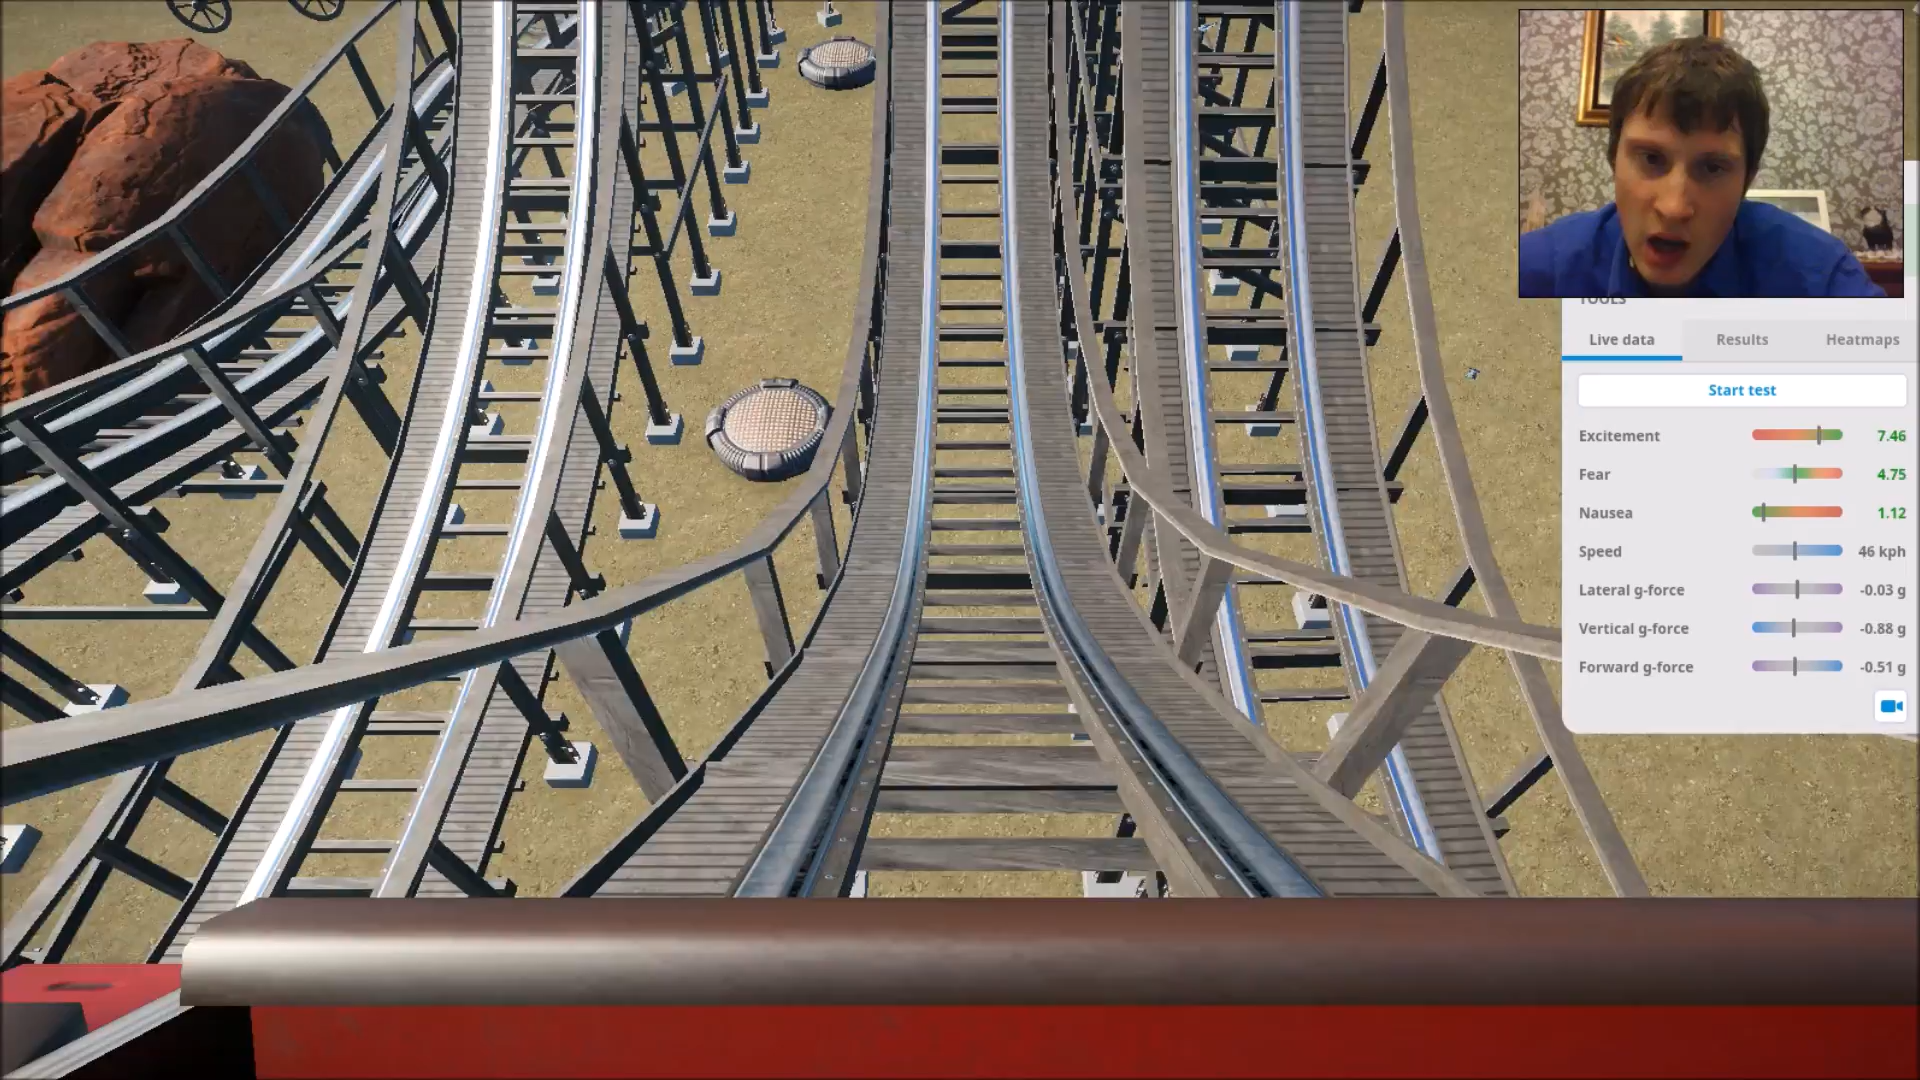 TOOLS
Live data Results Heatmaps
Start test
Excitement 7.46
Fear 4.75
Nausea 1.12
Speed 46 kph
Lateral g-force -0.03 g
Vertical g-force -0.88 g
Forward g-force -0.51 g